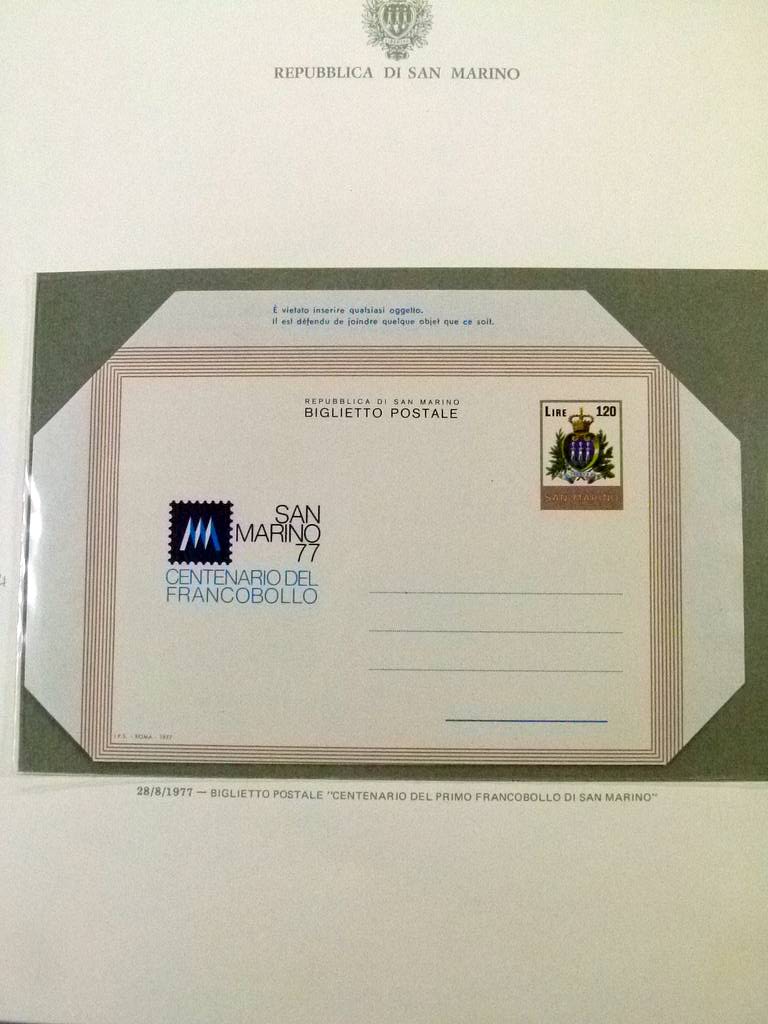 REPUBBLICA DI SAN MARINO
È vietato inserire qualsiasi oggetto.
Il est défendu de joindre quelque objet que ce soit.
REPUBBLICA DI SAN MARINO
BIGLIETTO POSTALE
LIRE 120
SAN MARINO
SAN
MARINO
77
CENTENARIO DEL
FRANCOBOLLO
I.P.S. - ROMA - 1977
28/8/1977 — BIGLIETTO POSTALE "CENTENARIO DEL PRIMO FRANCOBOLLO DI SAN MARINO"